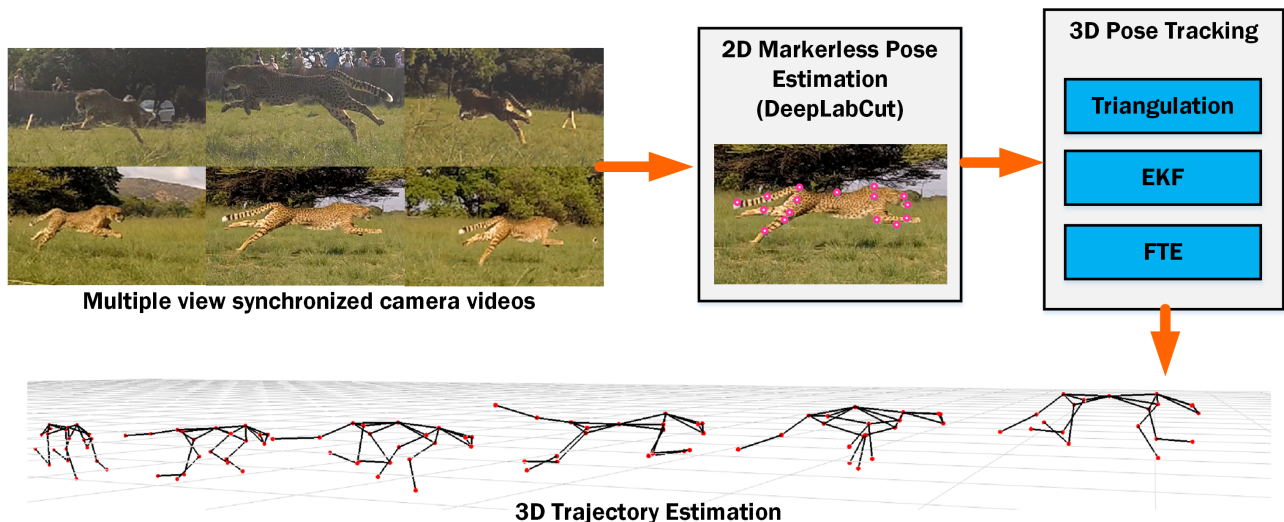 Multiple view synchronized camera videos
2D Markerless Pose
Estimation
(DeepLabCut)
3D Pose Tracking
Triangulation
EKF
FTE
3D Trajectory Estimation